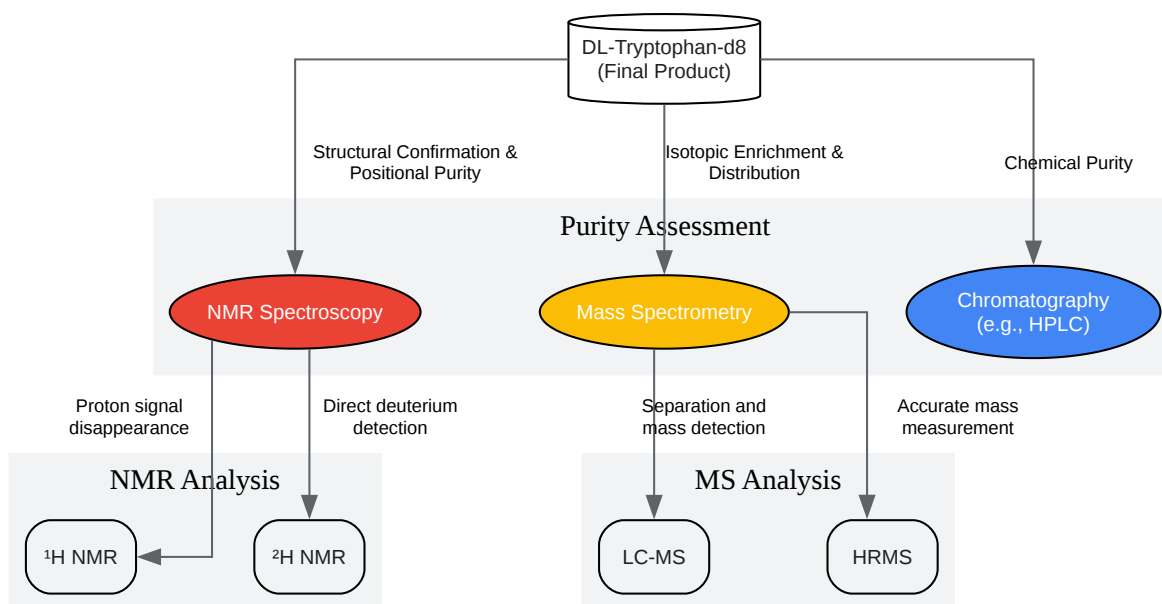 DL-Tryptophan-d8
(Final Product)
Structural Confirmation &
Positional Purity
Isotopic Enrichment &
Distribution
Chemical Purity
Purity Assessment
NMR Spectroscopy
Mass Spectrometry
Chromatography
(e.g., HPLC)
Proton signal
disappearance
Direct deuterium
detection
Separation and
mass detection
Accurate mass
measurement
NMR Analysis
MS Analysis
¹H NMR
²H NMR
LC-MS
HRMS